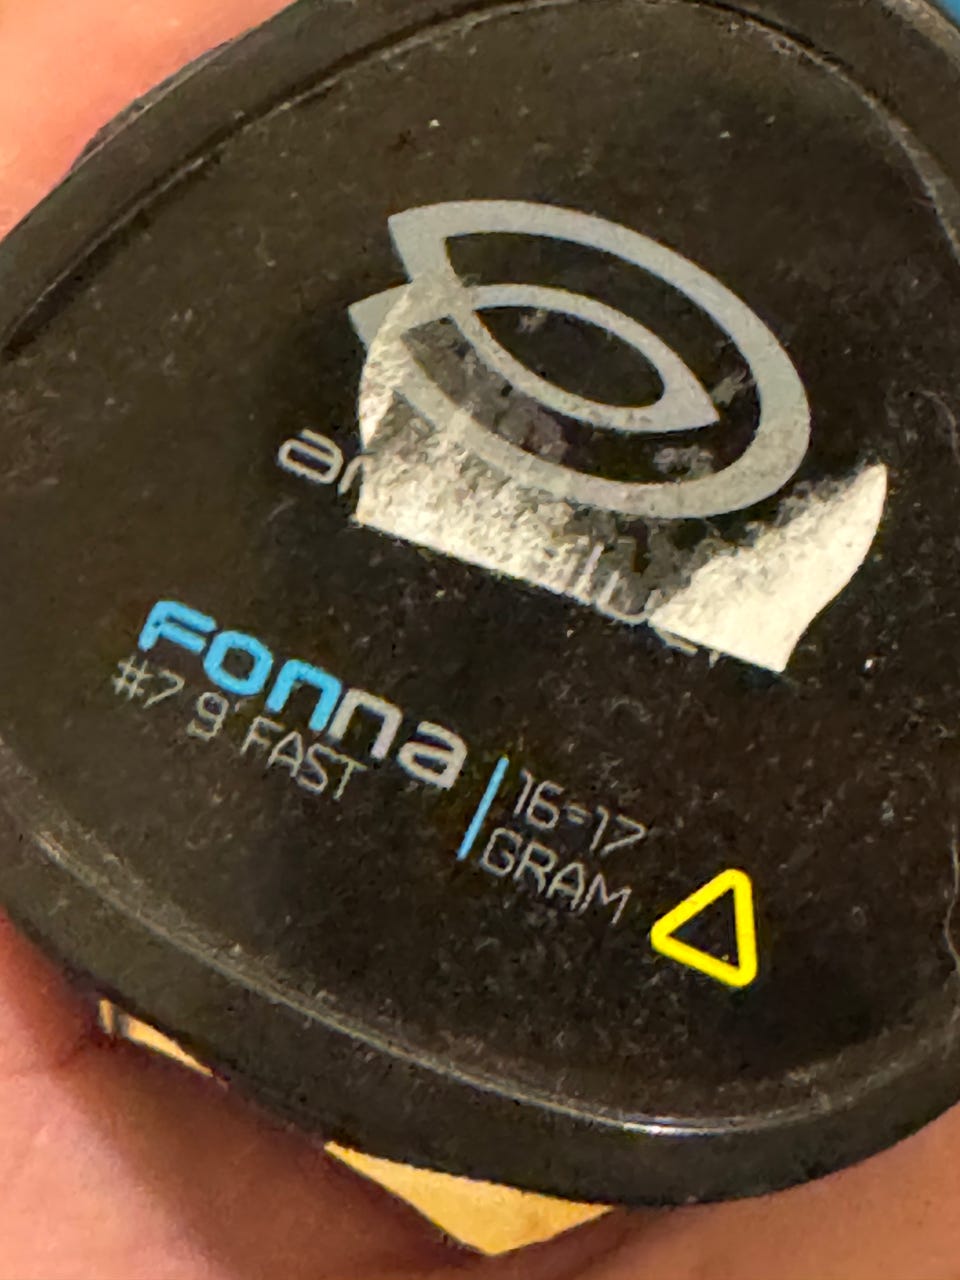 Fonna
#7 9' FAST
16-17
GRAM